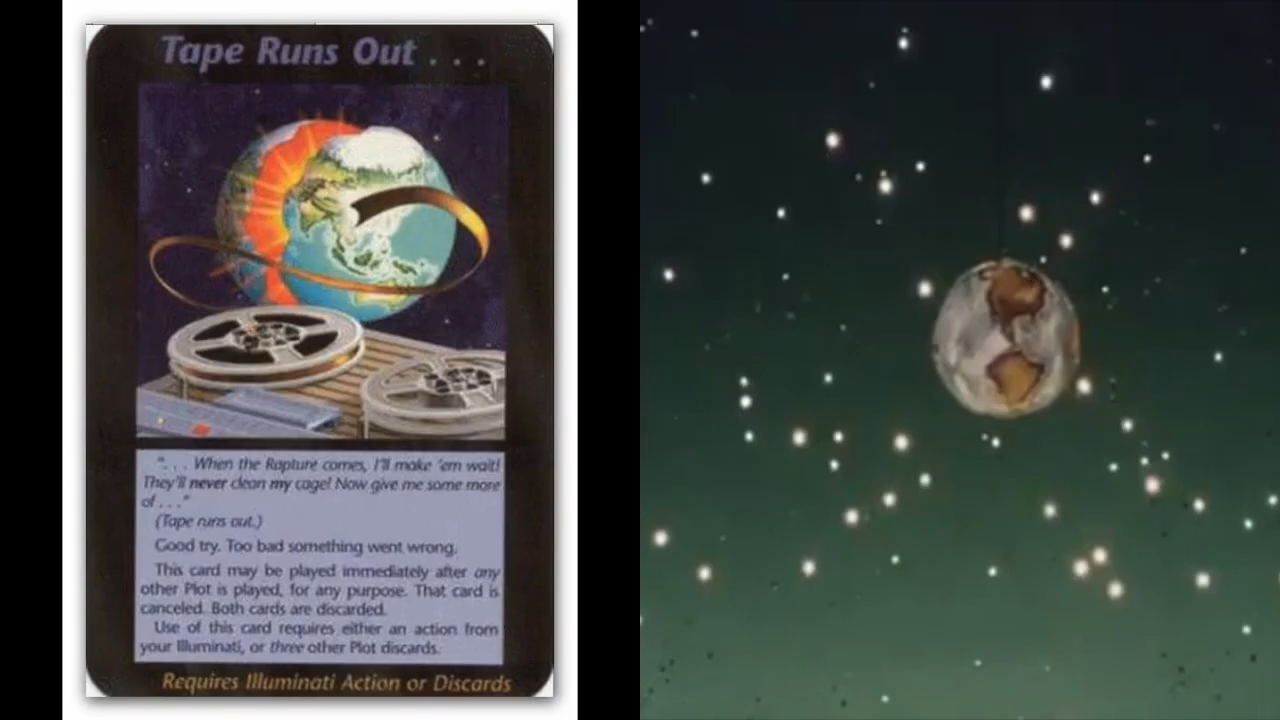 Tape Runs Out . . .
". . . When the Rapture comes, I'll make 'em wait!
They'll never clean my cage! Now give me some more
of . . ."
(Tape runs out.)
Good try. Too bad something went wrong.
This card may be played immediately after any
other Plot is played, for any purpose. That card is
canceled. Both cards are discarded.
Use of this card requires either an action from
your Illuminati, or three other Plot discards.
Requires Illuminati Action or Discards